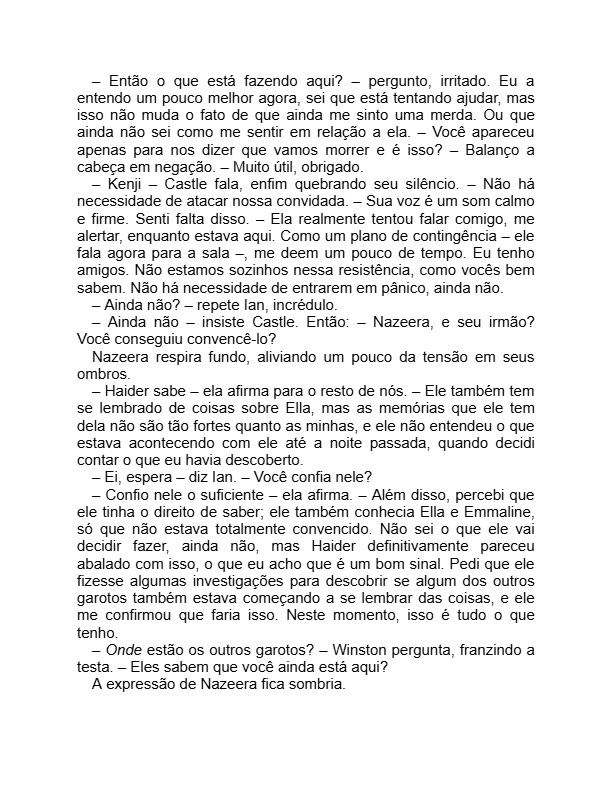 – Então o que está fazendo aqui? – pergunto, irritado. Eu a
entendo um pouco melhor agora, sei que está tentando ajudar, mas
isso não muda o fato de que ainda me sinto uma merda. Ou que
ainda não sei como me sentir em relação a ela. – Você apareceu
apenas para nos dizer que vamos morrer e é isso? – Balanço a
cabeça em negação. – Muito útil, obrigado.
– Kenji – Castle fala, enfim quebrando seu silêncio. – Não há
necessidade de atacar nossa convidada. – Sua voz é um som calmo
e firme. Senti falta disso. – Ela realmente tentou falar comigo, me
alertar, enquanto estava aqui. Como um plano de contingência – ele
fala agora para a sala –, me deem um pouco de tempo. Eu tenho
amigos. Não estamos sozinhos nessa resistência, como vocês bem
sabem. Não há necessidade de entrarem em pânico, ainda não.
– Ainda não? – repete Ian, incrédulo.
– Ainda não – insiste Castle. Então: – Nazeera, e seu irmão?
Você conseguiu convencê-lo?
Nazeera respira fundo, aliviando um pouco da tensão em seus
ombros.
– Haider sabe – ela afirma para o resto de nós. – Ele também tem
se lembrado de coisas sobre Ella, mas as memórias que ele tem
dela não são tão fortes quanto as minhas, e ele não entendeu o que
estava acontecendo com ele até a noite passada, quando decidi
contar o que eu havia descoberto.
– Ei, espera – diz Ian. – Você confia nele?
– Confio nele o suficiente – ela afirma. – Além disso, percebi que
ele tinha o direito de saber; ele também conhecia Ella e Emmaline,
só que não estava totalmente convencido. Não sei o que ele vai
decidir fazer, ainda não, mas Haider definitivamente pareceu
abalado com isso, o que eu acho que é um bom sinal. Pedi que ele
fizesse algumas investigações para descobrir se algum dos outros
garotos também estava começando a se lembrar das coisas, e ele
me confirmou que faria isso. Neste momento, isso é tudo o que
tenho.
– Onde estão os outros garotos? – Winston pergunta, franzindo a
testa. – Eles sabem que você ainda está aqui?
A expressão de Nazeera fica sombria.